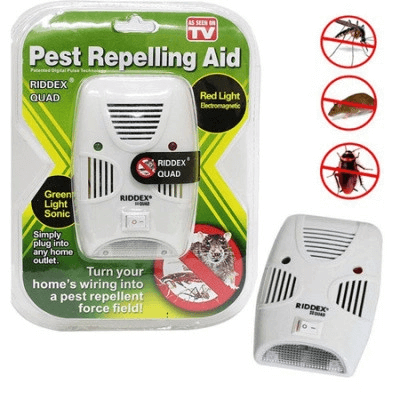 AS SEEN ON
TV
Pest Repelling Aid
Patented Digital Pulse Technology
RIDDEX
QUAD
Red Light
Electromagnetic
RIDDEX
QUAD
Green
Light
Sonic
RIDDEX®
QUAD
Simply
plug into
any home
outlet.
Turn your
home's wiring into
a pest repellent
force field!
RIDDEX
QUAD